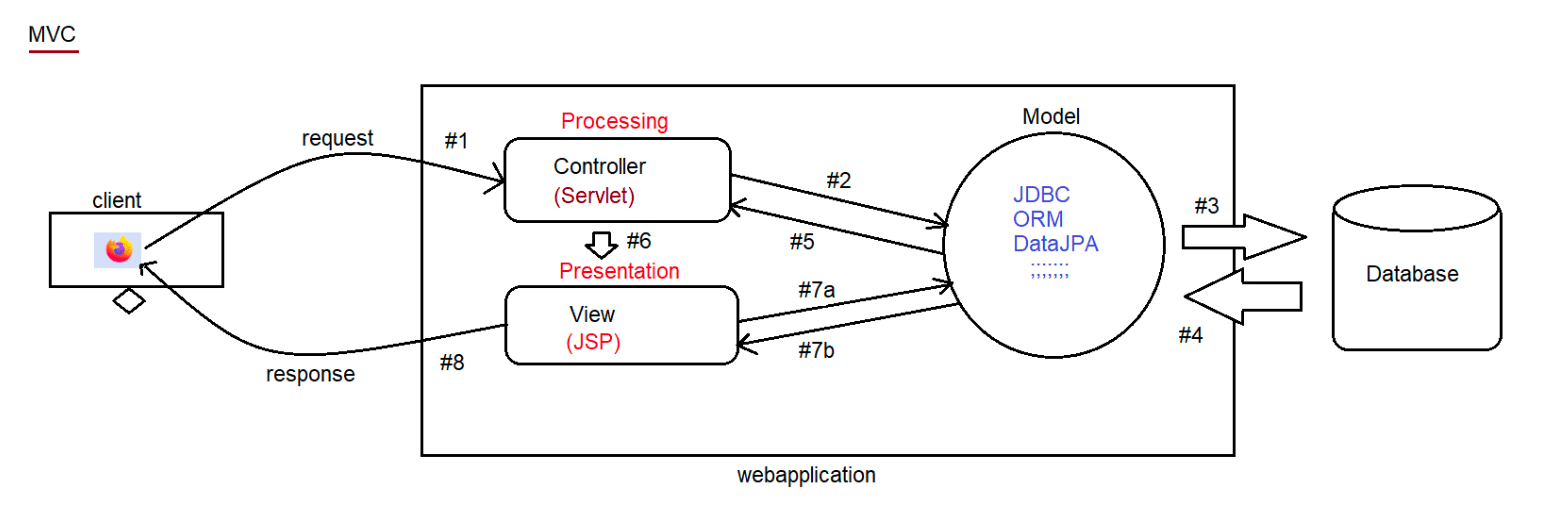 MVC
request
#1
Processing
Controller
(Servlet)
#2
Model
JDBC
ORM
DataJPA
;;;;;;;
#3
client
#5
#6
Presentation
View
(JSP)
#7a
#7b
Database
#4
#8
response
webapplication